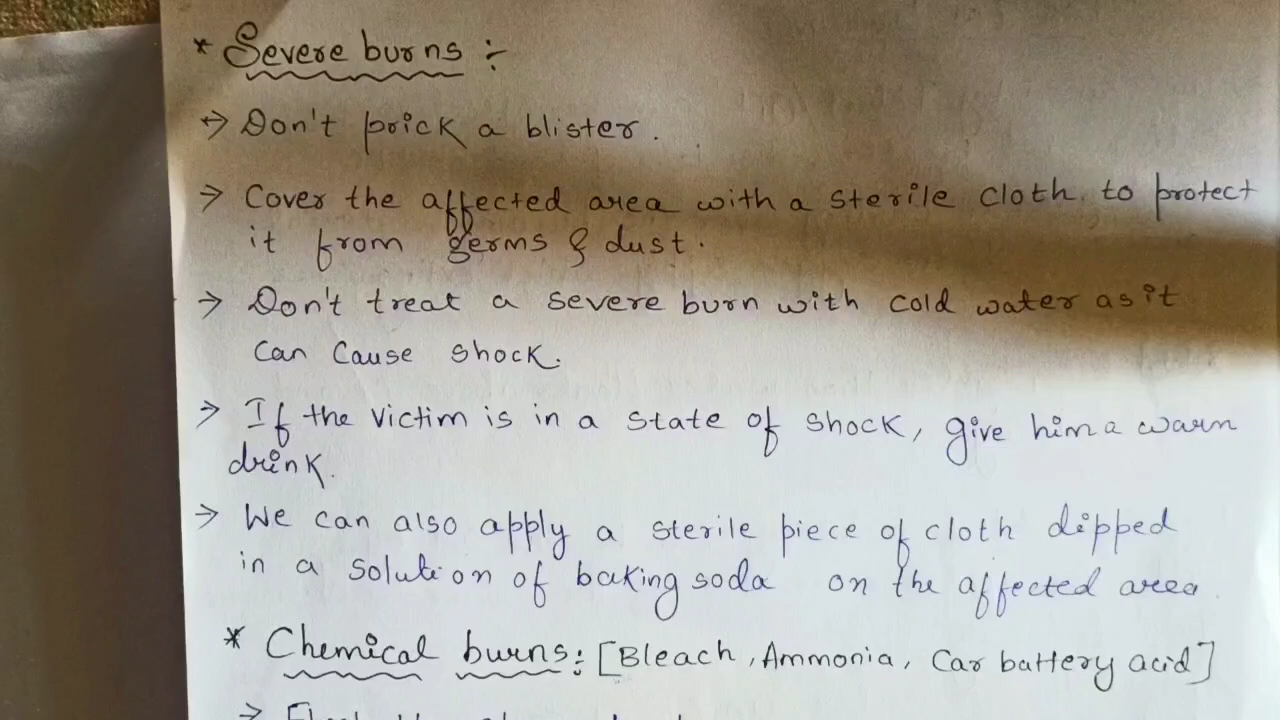 * Severe burns :-
→ Don't prick a blister.
→ Cover the affected area with a sterile cloth to protect
it from germs & dust.
→ Don't treat a severe burn with cold water as it
can cause shock.
→ If the victim is in a state of shock, give him a warm
drink.
→ We can also apply a sterile piece of cloth dipped
in a solution of baking soda on the affected area.
* Chemical burns: [Bleach, Ammonia, Car battery acid]
→